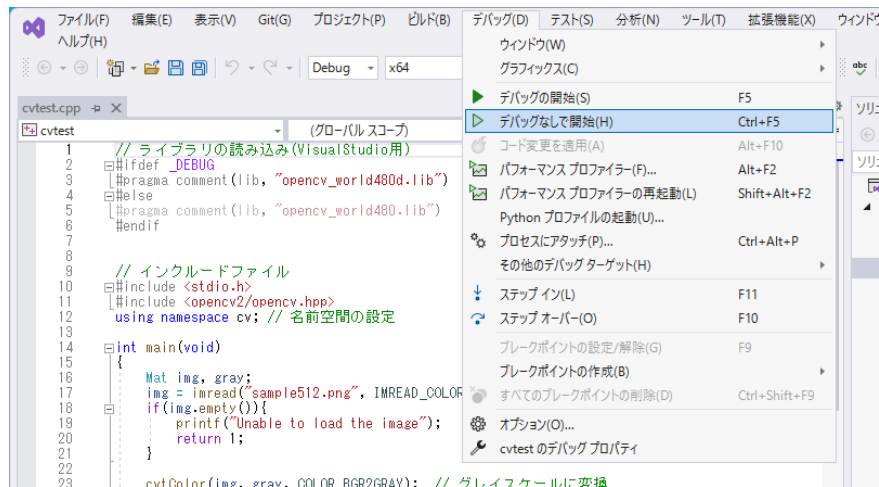 ファイル(F) 編集(E) 表示(V) Git(G) プロジェクト(P) ビルド(B) デバッグ(D) テスト(S) 分析(N) ツール(T) 拡張機能(X) ウィンドウ
ヘルプ(H)
Debug x64
abc
cvtest.cpp
cvtest (グローバル スコープ)
ウィンドウ(W)
グラフィックス(C)
デバッグの開始(S) F5
デバッグなしで開始(H) Ctrl+F5
コード変更を適用(A) Alt+F10
パフォーマンス プロファイラー(F)... Alt+F2
パフォーマンス プロファイラーの再起動(L) Shift+Alt+F2
Python プロファイルの起動(U)...
プロセスにアタッチ(P)... Ctrl+Alt+P
その他のデバッグ ターゲット(H)
ステップ イン(L) F11
ステップ オーバー(O) F10
ブレークポイントの設定/解除(G) F9
ブレークポイントの作成(B)
すべてのブレークポイントの削除(D) Ctrl+Shift+F9
オプション(O)...
cvtest のデバッグ プロパティ
1 // ライブラリの読み込み(VisualStudio用)
2 #ifdef _DEBUG
3 #pragma comment(lib, "opencv_world480d.lib")
4 #else
5 #pragma comment(lib, "opencv_world480.lib")
6 #endif
7
8
9 // インクルードファイル
10 #include <stdio.h>
11 #include <opencv2/opencv.hpp>
12 using namespace cv; // 名前空間の設定
13
14 int main(void)
15 {
16 Mat img, gray;
17 img = imread("sample512.png", IMREAD_COLOR
18 if(img.empty()){
19 printf("Unable to load the image");
20 return 1;
21 }
22
23 cvtColor(img, gray, COLOR_BGR2GRAY); // グレイスケールに変換
ソリ
ソリ